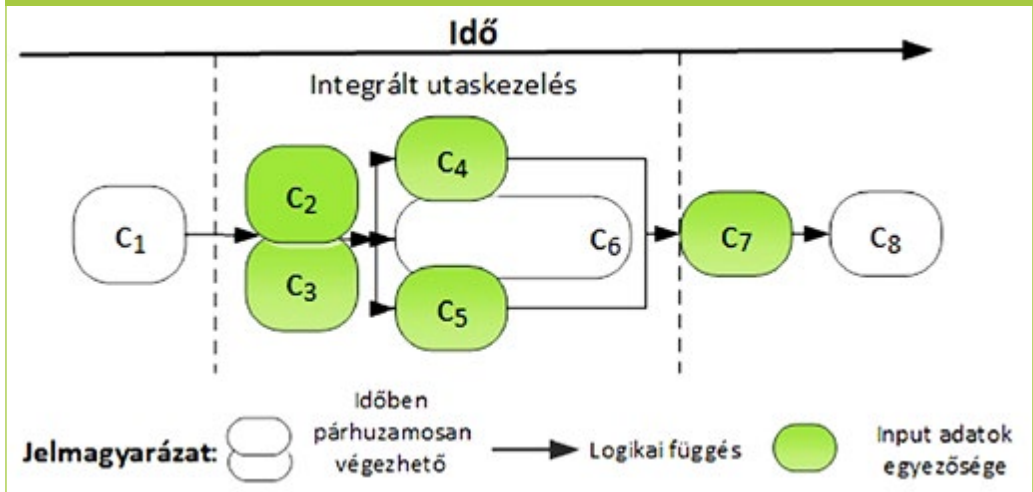 Idő
Integrált utaskezelés
C1
C2
C3
C4
C5
C6
C7
C8
Jelmagyarázat:
Időben
párhuzamosan
végezhető
Logikai függés
Input adatok
egyezősége